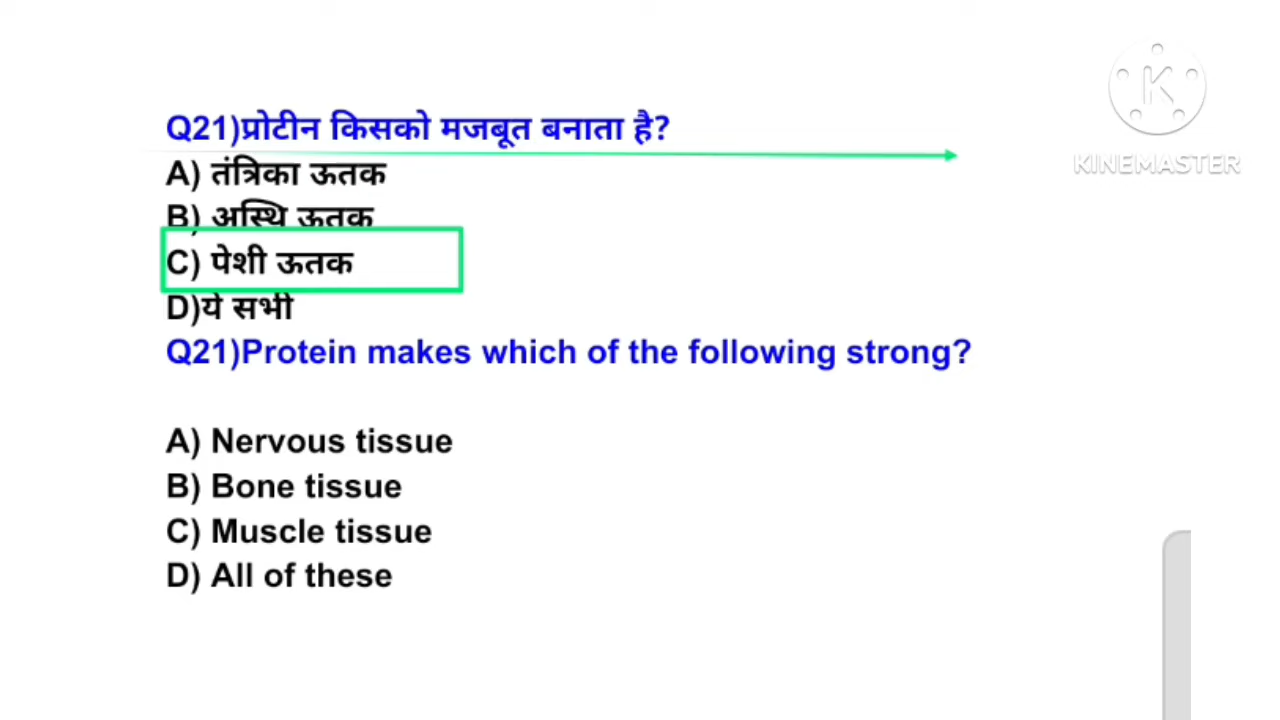 Q21)प्रोटीन किसको मजबूत बनाता है?
KINEMASTER
A) तंत्रिका ऊतक
B) अस्थि ऊतक
C) पेशी ऊतक
D)ये सभी
Q21)Protein makes which of the following strong?
A) Nervous tissue
B) Bone tissue
C) Muscle tissue
D) All of these